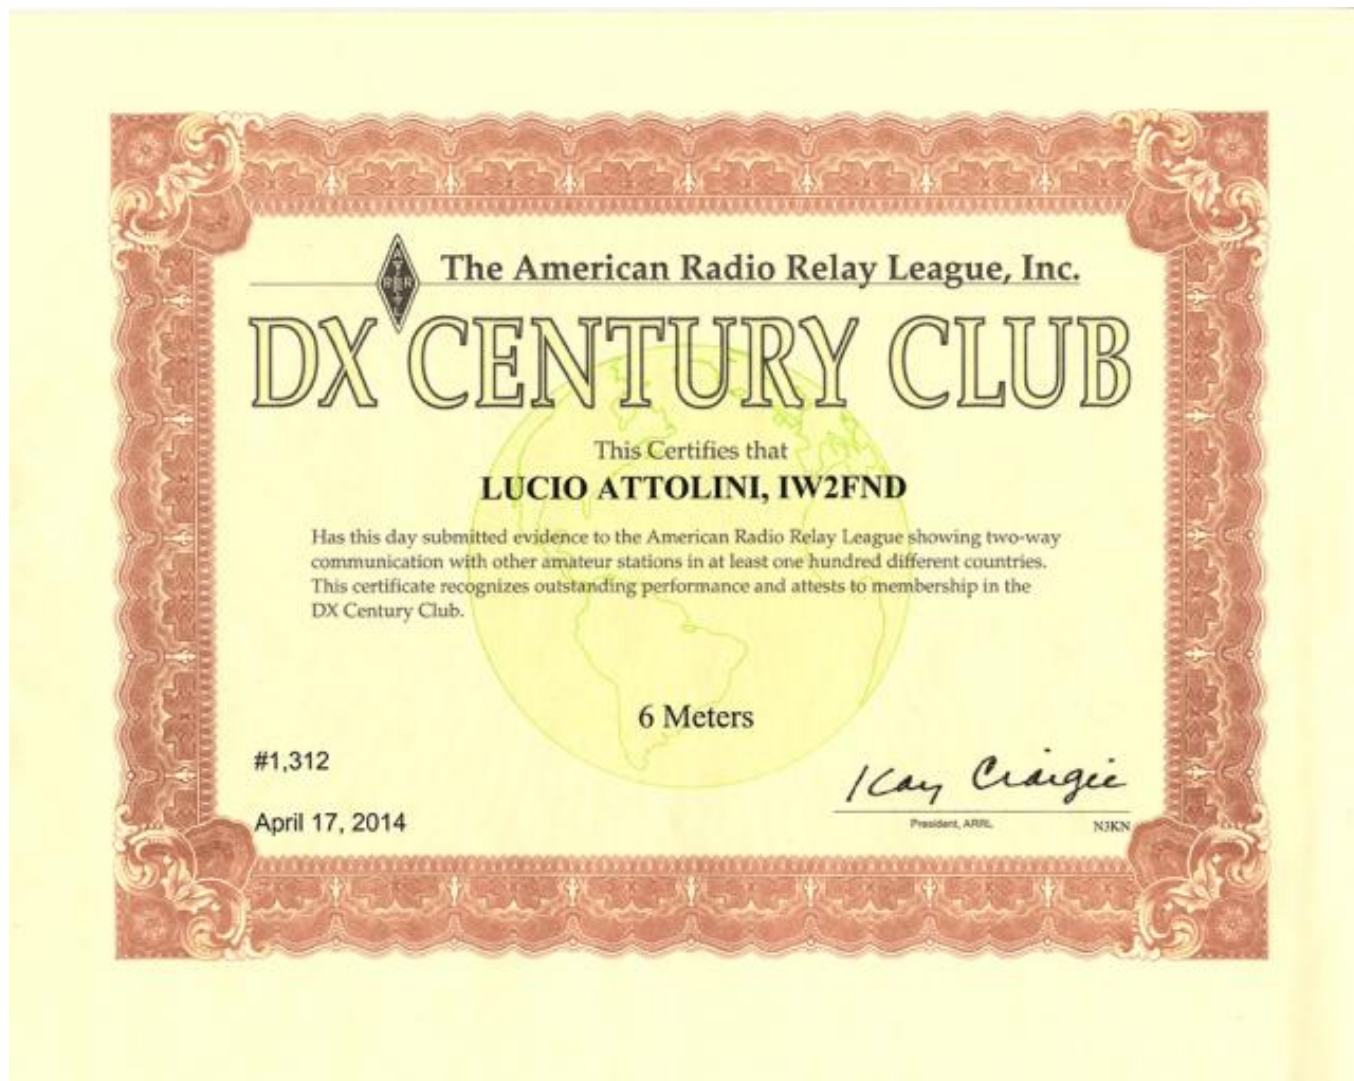 The American Radio Relay League, Inc.
DX CENTURY CLUB
This Certifies that
LUCIO ATTOLINI, IW2FND
Has this day submitted evidence to the American Radio Relay League showing two-way
communication with other amateur stations in at least one hundred different countries.
This certificate recognizes outstanding performance and attests to membership in the
DX Century Club.
6 Meters
#1,312
Kay Craigie
April 17, 2014
President, ARRL
N3KN